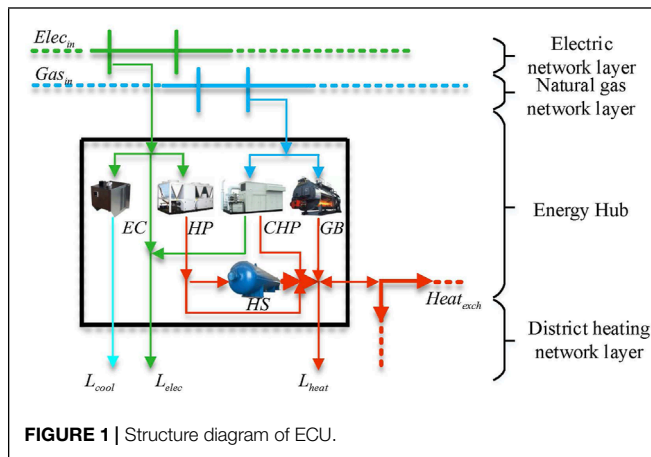 Elec_in
Electric
network layer
Gas_in
Natural gas
network layer
EC HP CHP GB
Energy Hub
HS
Heat_exch
District heating
network layer
L_cool L_elec L_heat
FIGURE 1 | Structure diagram of ECU.